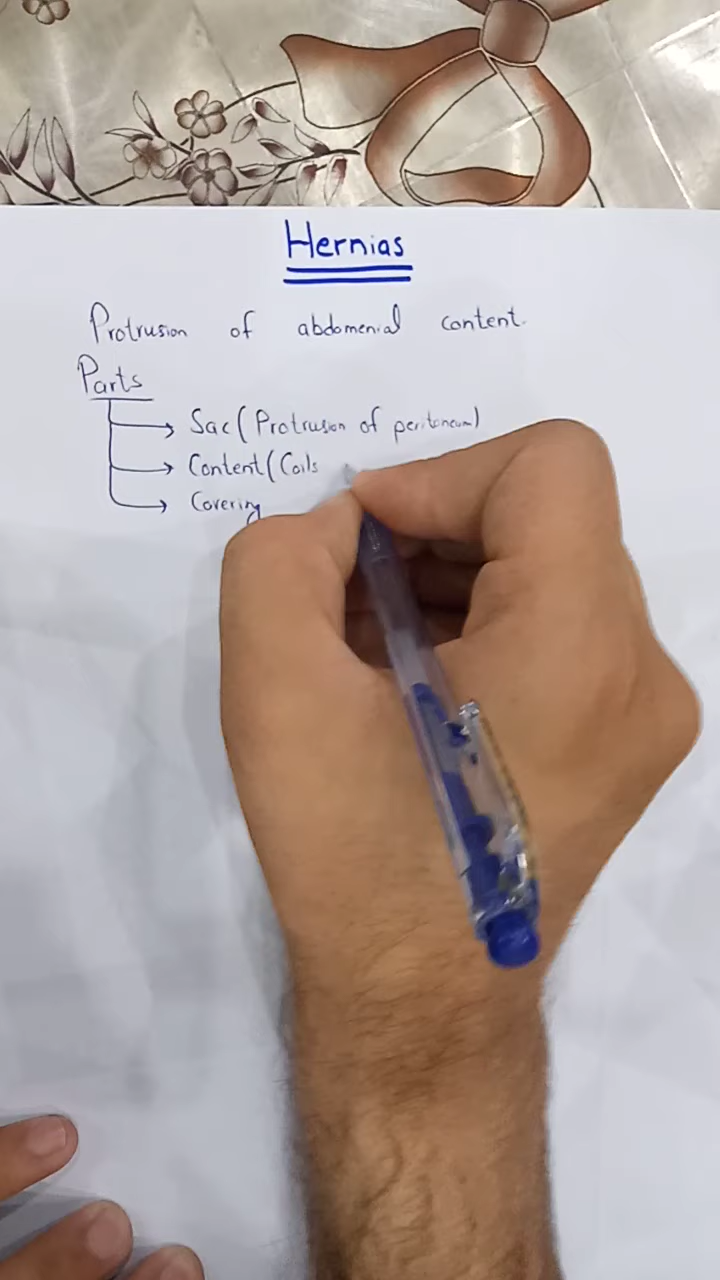 Hernias
Protrusion of abdomenial content.
Parts
Sac (Protrusion of peritoneum)
Content (Coils
Covering